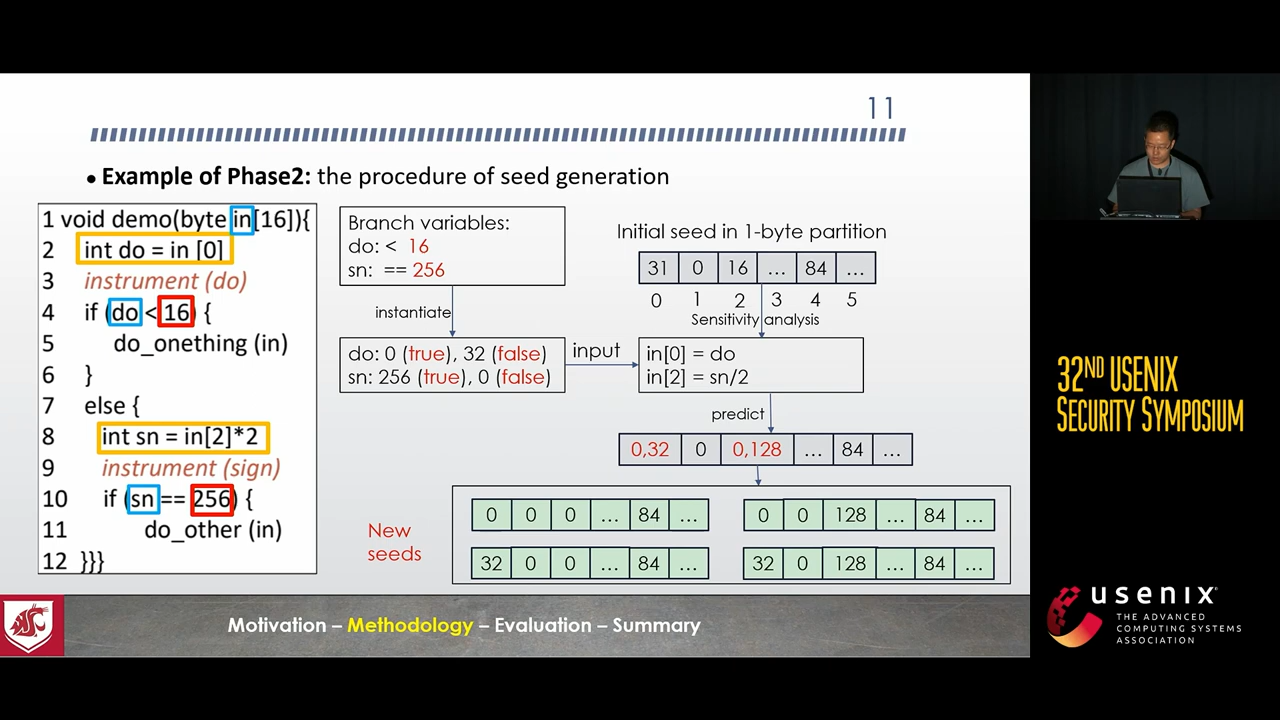 11
• Example of Phase2: the procedure of seed generation
1 void demo(byte in[16]){
2 int do = in [0]
3 instrument (do)
4 if (do < 16) {
5 do_onething (in)
6 }
7 else {
8 int sn = in[2]*2
9 instrument (sign)
10 if (sn == 256) {
11 do_other (in)
12 }}}
Branch variables:
do: < 16
sn: == 256
instantiate
do: 0 (true), 32 (false)
sn: 256 (true), 0 (false)
input
Initial seed in 1-byte partition
31 0 16 ... 84 ...
0 1 2 3 4 5
Sensitivity analysis
in[0] = do
in[2] = sn/2
predict
0,32 0 0,128 ... 84 ...
New
seeds
0 0 0 ... 84 ...
0 0 128 ... 84 ...
32 0 0 ... 84 ...
32 0 128 ... 84 ...
Motivation – Methodology – Evaluation – Summary
32ND USENIX
SECURITY SYMPOSIUM
usenix
THE ADVANCED
COMPUTING SYSTEMS
ASSOCIATION